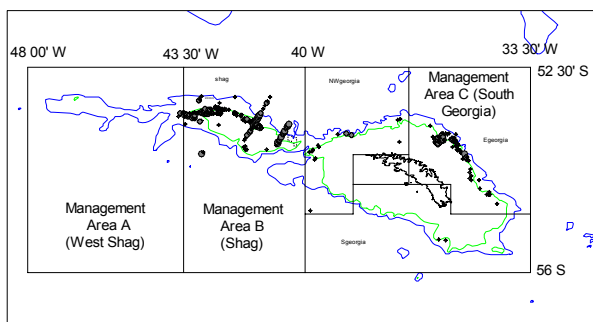 48 00' W
43 30' W
40 W
33 30' W
52 30' S
shag
NWgeorgia
Management
Area C (South
Georgia)
Egeorgia
Management
Area A
(West Shag)
Management
Area B
(Shag)
Sgeorgia
56 S